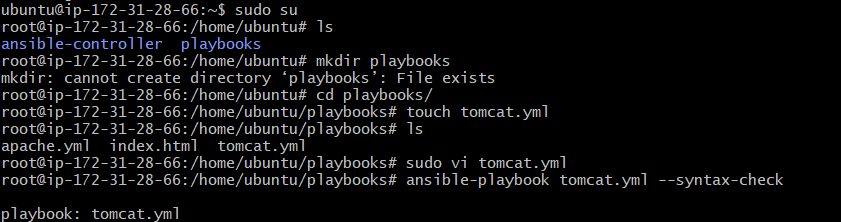 ubuntu@ip-172-31-28-66:~$ sudo su
root@ip-172-31-28-66:/home/ubuntu# ls
ansible-controller  playbooks
root@ip-172-31-28-66:/home/ubuntu# mkdir playbooks
mkdir: cannot create directory ‘playbooks’: File exists
root@ip-172-31-28-66:/home/ubuntu# cd playbooks/
root@ip-172-31-28-66:/home/ubuntu/playbooks# touch tomcat.yml
root@ip-172-31-28-66:/home/ubuntu/playbooks# ls
apache.yml  index.html  tomcat.yml
root@ip-172-31-28-66:/home/ubuntu/playbooks# sudo vi tomcat.yml
root@ip-172-31-28-66:/home/ubuntu/playbooks# ansible-playbook tomcat.yml --syntax-check
playbook: tomcat.yml